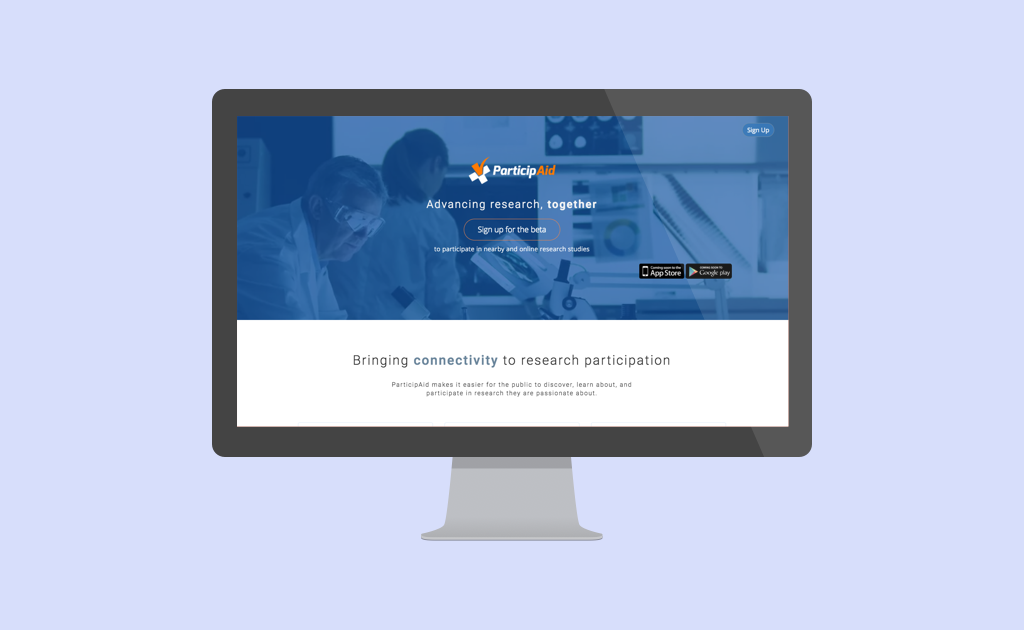 Sign Up
ParticipAid
Advancing research, together
Sign up for the beta
to participate in nearby and online research studies
Coming soon to the
App Store
COMING SOON TO
Google play
Bringing connectivity to research participation
ParticipAid makes it easier for the public to discover, learn about, and
participate in research they are passionate about.